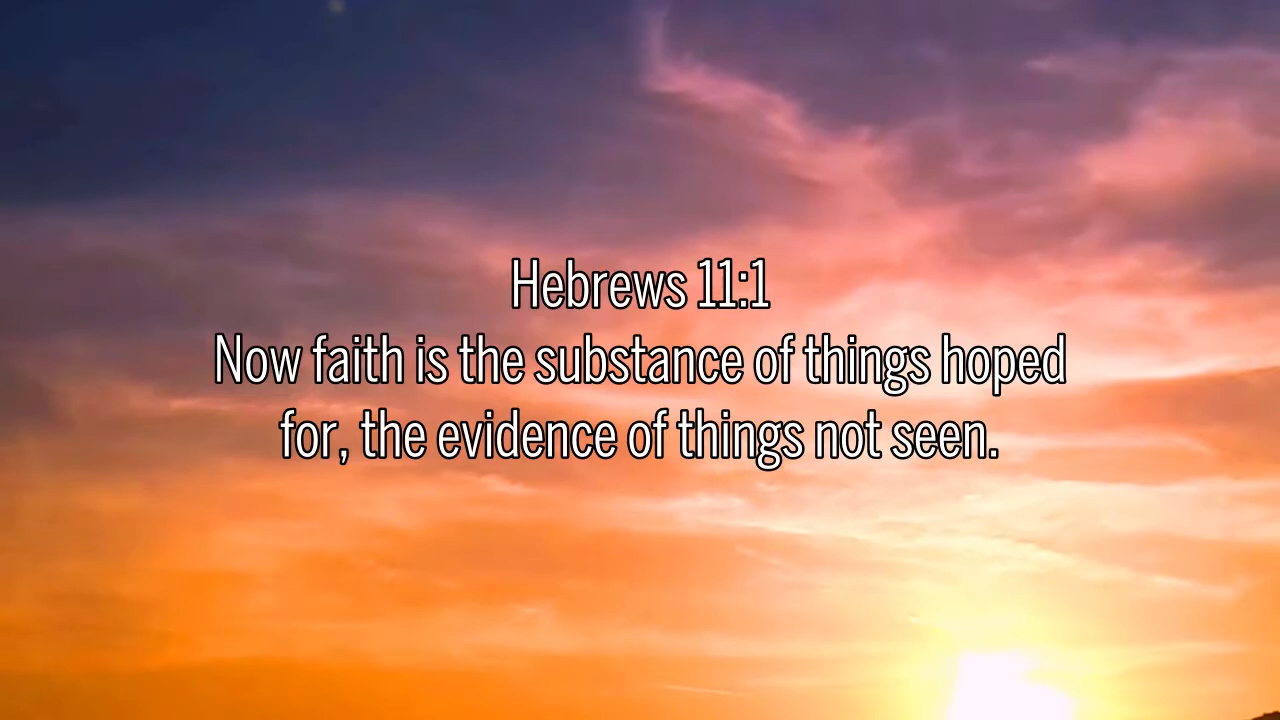 Hebrews 11:1
Now faith is the substance of things hoped
for, the evidence of things not seen.